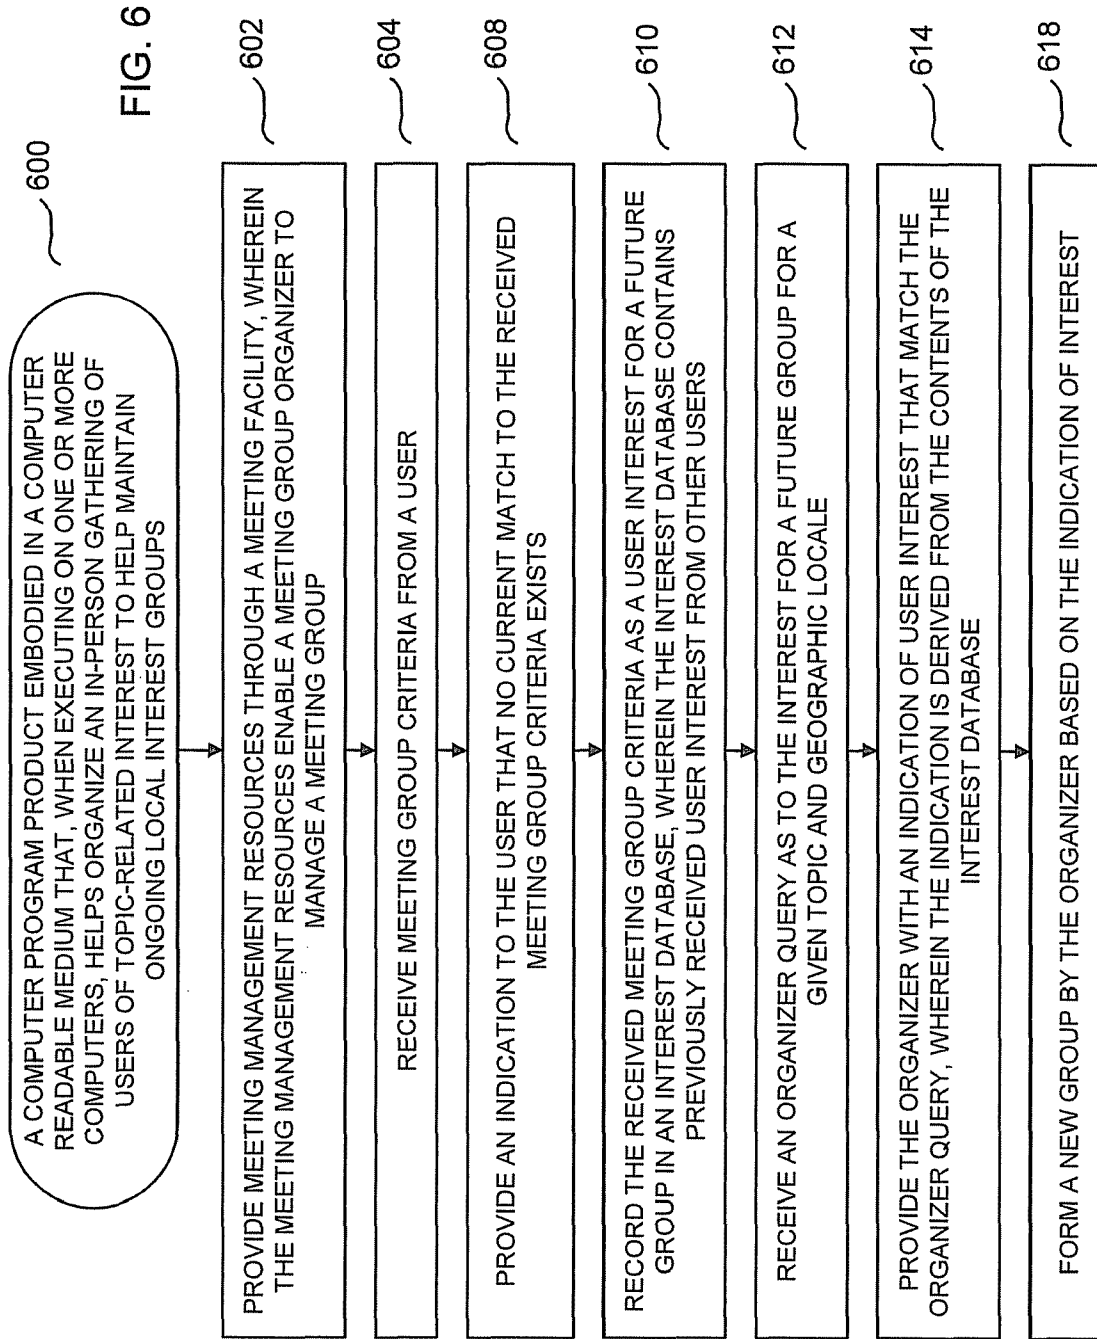 FIG. 6
600
A COMPUTER PROGRAM PRODUCT EMBODIED IN A COMPUTER
READABLE MEDIUM THAT, WHEN EXECUTING ON ONE OR MORE
COMPUTERS, HELPS ORGANIZE AN IN-PERSON GATHERING OF
USERS OF TOPIC-RELATED INTEREST TO HELP MAINTAIN
ONGOING LOCAL INTEREST GROUPS
602
PROVIDE MEETING MANAGEMENT RESOURCES THROUGH A MEETING FACILITY, WHEREIN
THE MEETING MANAGEMENT RESOURCES ENABLE A MEETING GROUP ORGANIZER TO
MANAGE A MEETING GROUP
604
RECEIVE MEETING GROUP CRITERIA FROM A USER
608
PROVIDE AN INDICATION TO THE USER THAT NO CURRENT MATCH TO THE RECEIVED
MEETING GROUP CRITERIA EXISTS
610
RECORD THE RECEIVED MEETING GROUP CRITERIA AS A USER INTEREST FOR A FUTURE
GROUP IN AN INTEREST DATABASE, WHEREIN THE INTEREST DATABASE CONTAINS
PREVIOUSLY RECEIVED USER INTEREST FROM OTHER USERS
612
RECEIVE AN ORGANIZER QUERY AS TO THE INTEREST FOR A FUTURE GROUP FOR A
GIVEN TOPIC AND GEOGRAPHIC LOCALE
614
PROVIDE THE ORGANIZER WITH AN INDICATION OF USER INTEREST THAT MATCH THE
ORGANIZER QUERY, WHEREIN THE INDICATION IS DERIVED FROM THE CONTENTS OF THE
INTEREST DATABASE
618
FORM A NEW GROUP BY THE ORGANIZER BASED ON THE INDICATION OF INTEREST